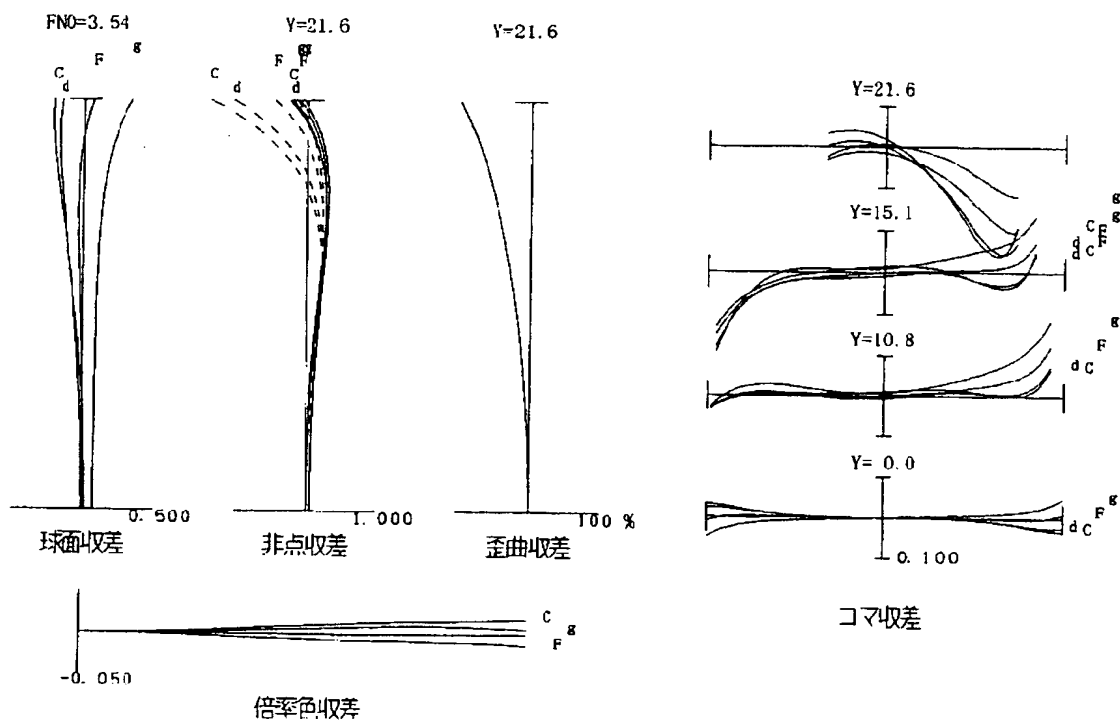 FNO=3.54
g
F
C
d
0.500
球面収差
Y=21.6
C
d
F
C
d
F
g
1.000
非点収差
Y=21.6
100 %
歪曲収差
-0.050
C
g
F
倍率色収差
Y=21.6
g
Y=15.1
g
C F
d F
d C
g
Y=10.8
F
d C
Y= 0.0
g
F
d C
0.100
コマ収差